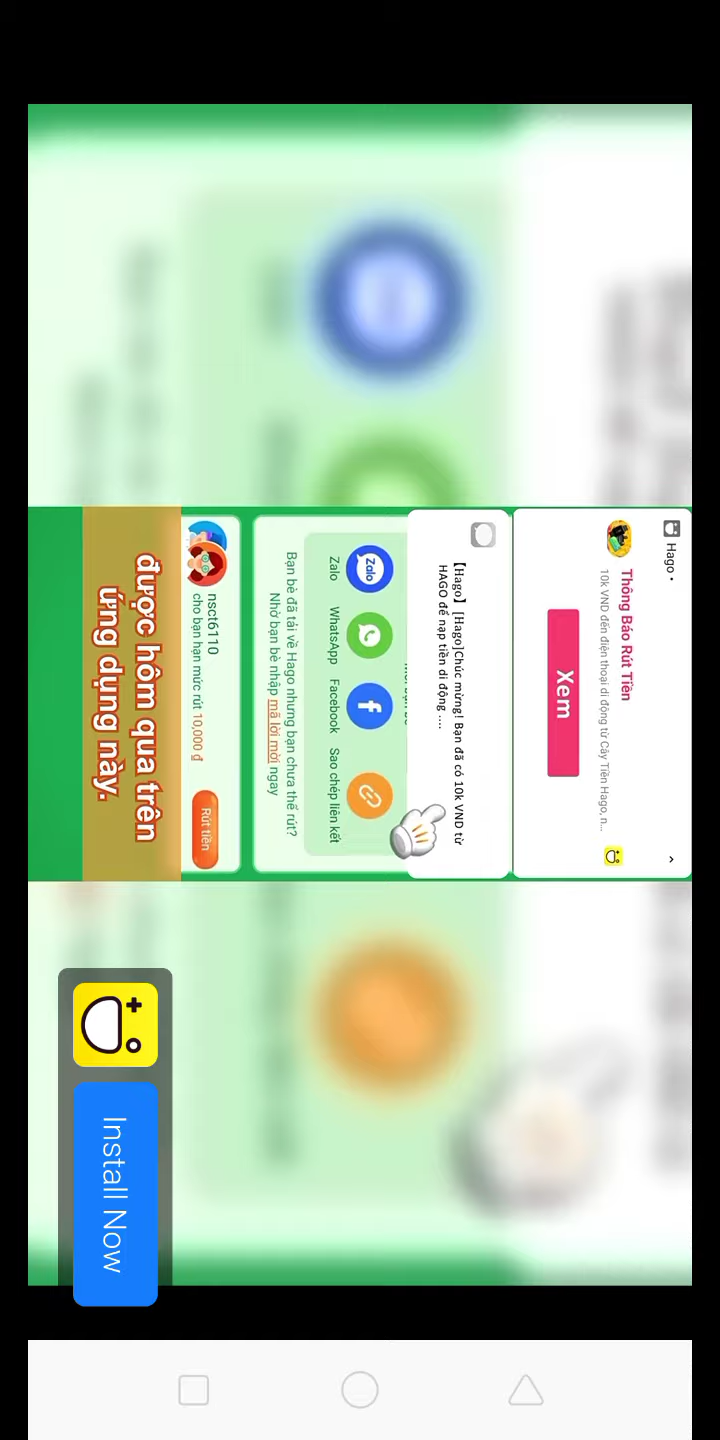 Hago •
Thông Báo Rút Tiền
10k VND đến điện thoại di động từ Cây Tiền Hago, n...
Xem
【Hago】[Hago]Chúc mừng! Bạn đã có 10k VND từ
HAGO để nạp tiền di động ....
Zalo
Zalo WhatsApp Facebook Sao chép liên kết
Bạn bè đã tải về Hago nhưng bạn chưa thể rút?
Nhờ bạn bè nhập mã lời mời ngay
nsct6110
cho bạn hạn mức rút 10,000 đ
Rút tiền
được hôm qua trên
ứng dụng này.
Install Now